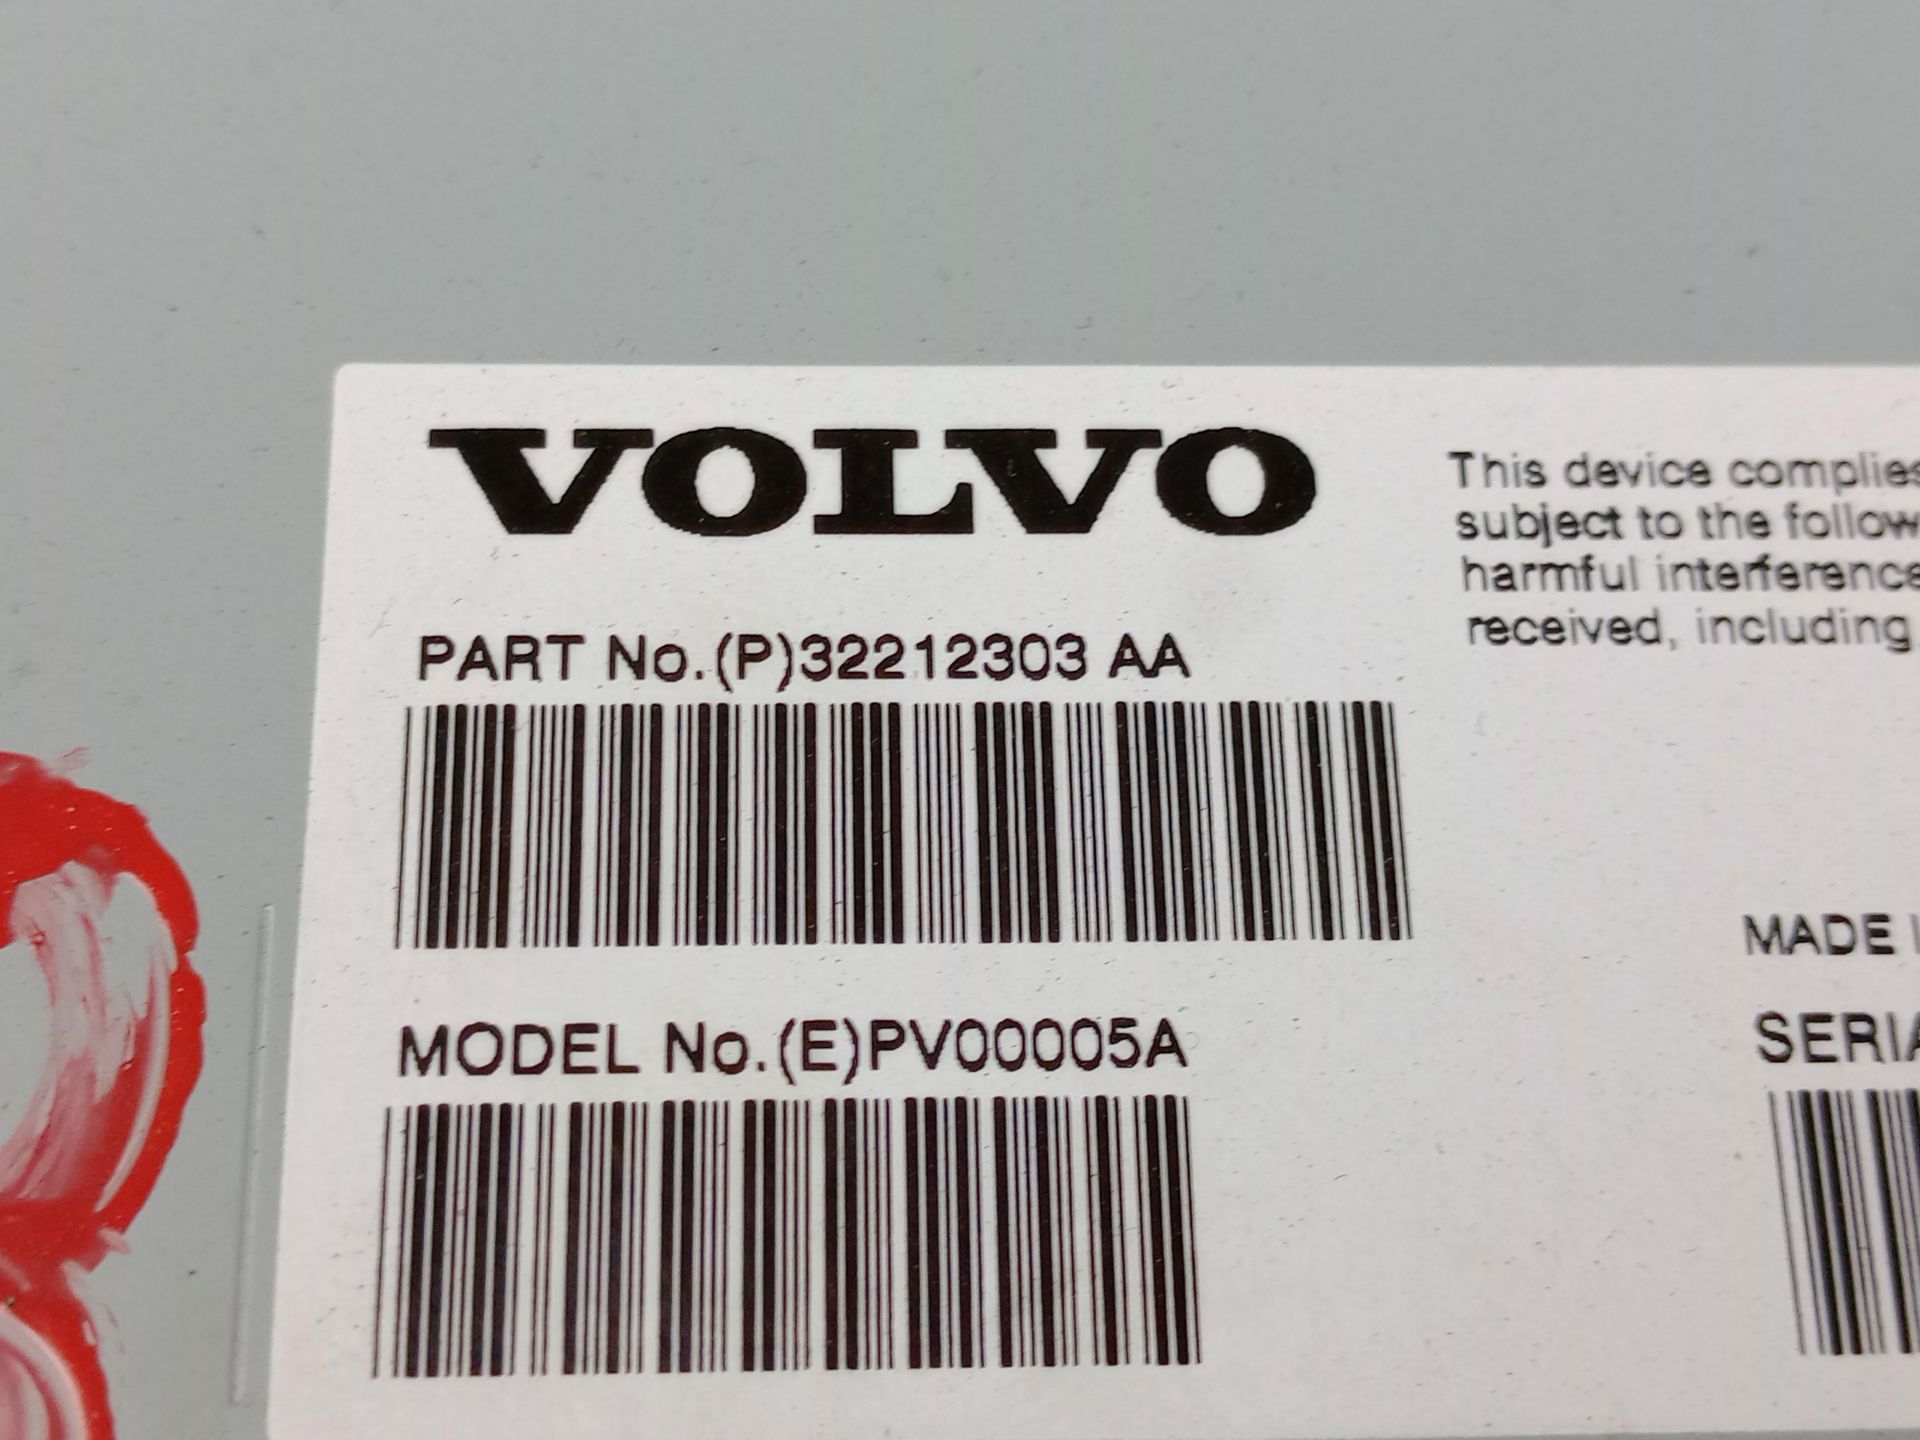 VOLVO
This device complies
subject to the follow
harmful interference
received, including
PART No.(P)32212303 AA
MADE I
MODEL No.(E)PV00005A
SERIA